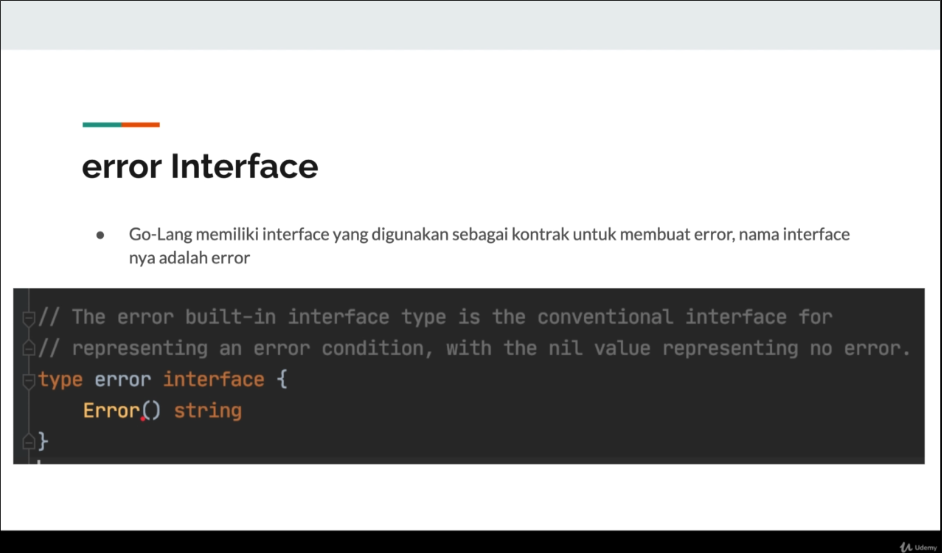 error Interface
● Go-Lang memiliki interface yang digunakan sebagai kontrak untuk membuat error, nama interface
nya adalah error
// The error built-in interface type is the conventional interface for
// representing an error condition, with the nil value representing no error.
type error interface {
    Error() string
}
Udemy